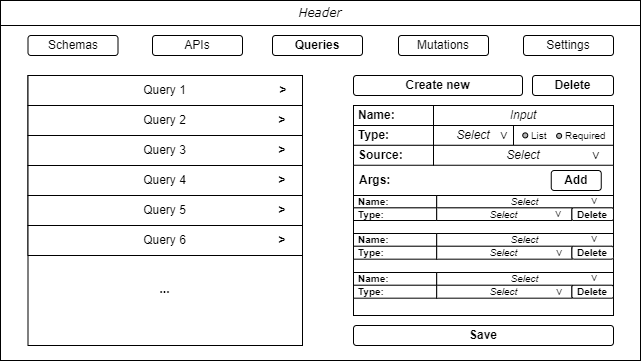 Header
Schemas APIs Queries Mutations Settings
Query 1 >
Query 2 >
Query 3 >
Query 4 >
Query 5 >
Query 6 >
...
Create new Delete
Name: Input
Type: Select v List Required
Source: Select v
Args: Add
Name: Select v
Type: Select v Delete
Name: Select v
Type: Select v Delete
Name: Select v
Type: Select v Delete
Save